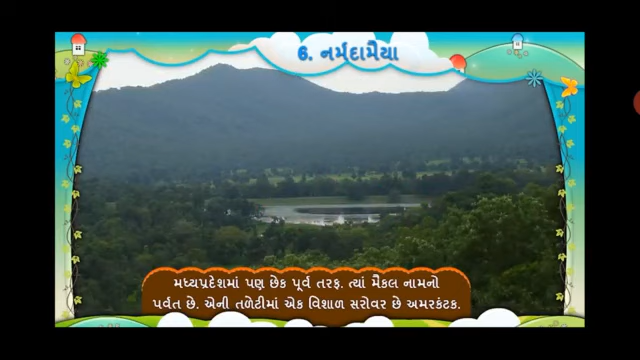 6. નર્મદામૈયા
મધ્યપ્રદેશમાં પણ છેક પૂર્વ તરફ. ત્યાં મૈકલ નામનો
પર્વત છે. એની તળેટીમાં એક વિશાળ સરોવર છે અમરકંટક.